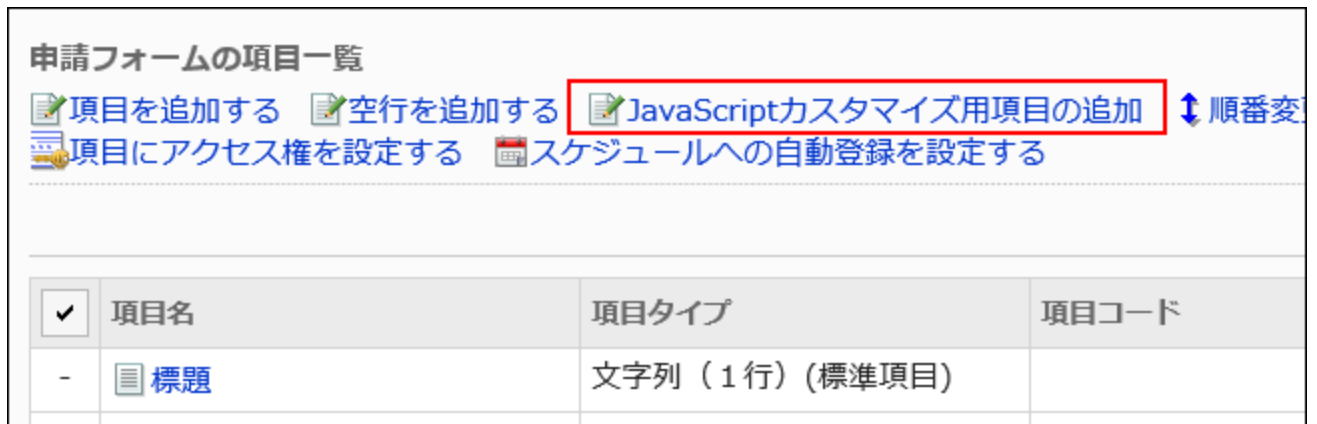 申請フォームの項目一覧
項目を追加する 空行を追加する JavaScriptカスタマイズ用項目の追加 順番変
項目にアクセス権を設定する スケジュールへの自動登録を設定する
項目名 項目タイプ 項目コード
- 標題 文字列（１行）(標準項目)